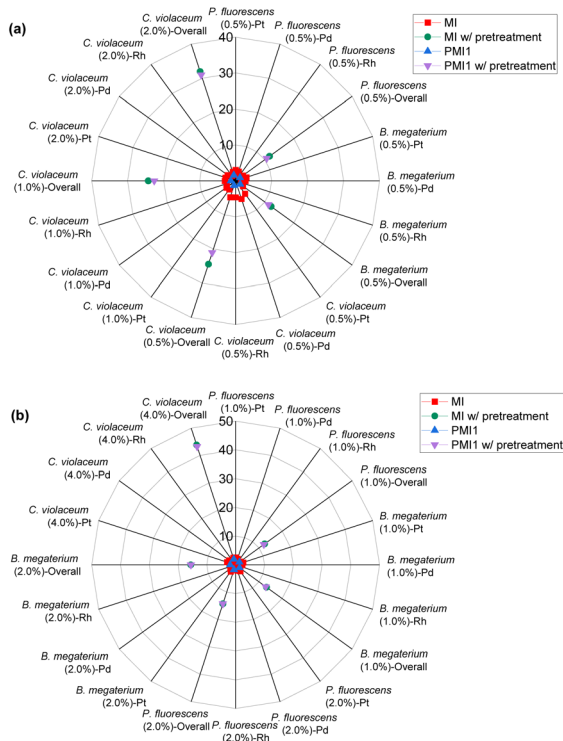 (a)
P. fluorescens
(0.5%)-Pt
P. fluorescens
(0.5%)-Pd
P. fluorescens
(0.5%)-Rh
P. fluorescens
(0.5%)-Overall
B. megaterium
(0.5%)-Pt
B. megaterium
(0.5%)-Pd
B. megaterium
(0.5%)-Rh
B. megaterium
(0.5%)-Overall
C. violaceum
(0.5%)-Pt
C. violaceum
(0.5%)-Pd
C. violaceum
(0.5%)-Rh
C. violaceum
(0.5%)-Overall
C. violaceum
(1.0%)-Pt
C. violaceum
(1.0%)-Pd
C. violaceum
(1.0%)-Rh
C. violaceum
(1.0%)-Overall
C. violaceum
(2.0%)-Pt
C. violaceum
(2.0%)-Pd
C. violaceum
(2.0%)-Rh
C. violaceum
(2.0%)-Overall
40
30
20
10
MI
MI w/ pretreatment
PMI1
PMI1 w/ pretreatment
(b)
P. fluorescens
(1.0%)-Pt
P. fluorescens
(1.0%)-Pd
P. fluorescens
(1.0%)-Rh
P. fluorescens
(1.0%)-Overall
B. megaterium
(1.0%)-Pt
B. megaterium
(1.0%)-Pd
B. megaterium
(1.0%)-Rh
B. megaterium
(1.0%)-Overall
P. fluorescens
(2.0%)-Pt
P. fluorescens
(2.0%)-Pd
P. fluorescens
(2.0%)-Rh
P. fluorescens
(2.0%)-Overall
B. megaterium
(2.0%)-Pt
B. megaterium
(2.0%)-Pd
B. megaterium
(2.0%)-Rh
B. megaterium
(2.0%)-Overall
C. violaceum
(4.0%)-Pt
C. violaceum
(4.0%)-Pd
C. violaceum
(4.0%)-Rh
C. violaceum
(4.0%)-Overall
50
40
30
20
10
MI
MI w/ pretreatment
PMI1
PMI1 w/ pretreatment